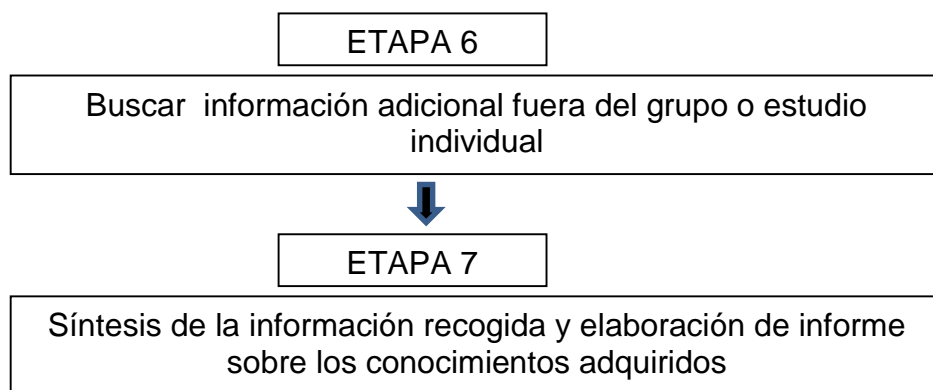 ETAPA 6
Buscar  información adicional fuera del grupo o estudio
individual
ETAPA 7
Síntesis de la información recogida y elaboración de informe
sobre los conocimientos adquiridos